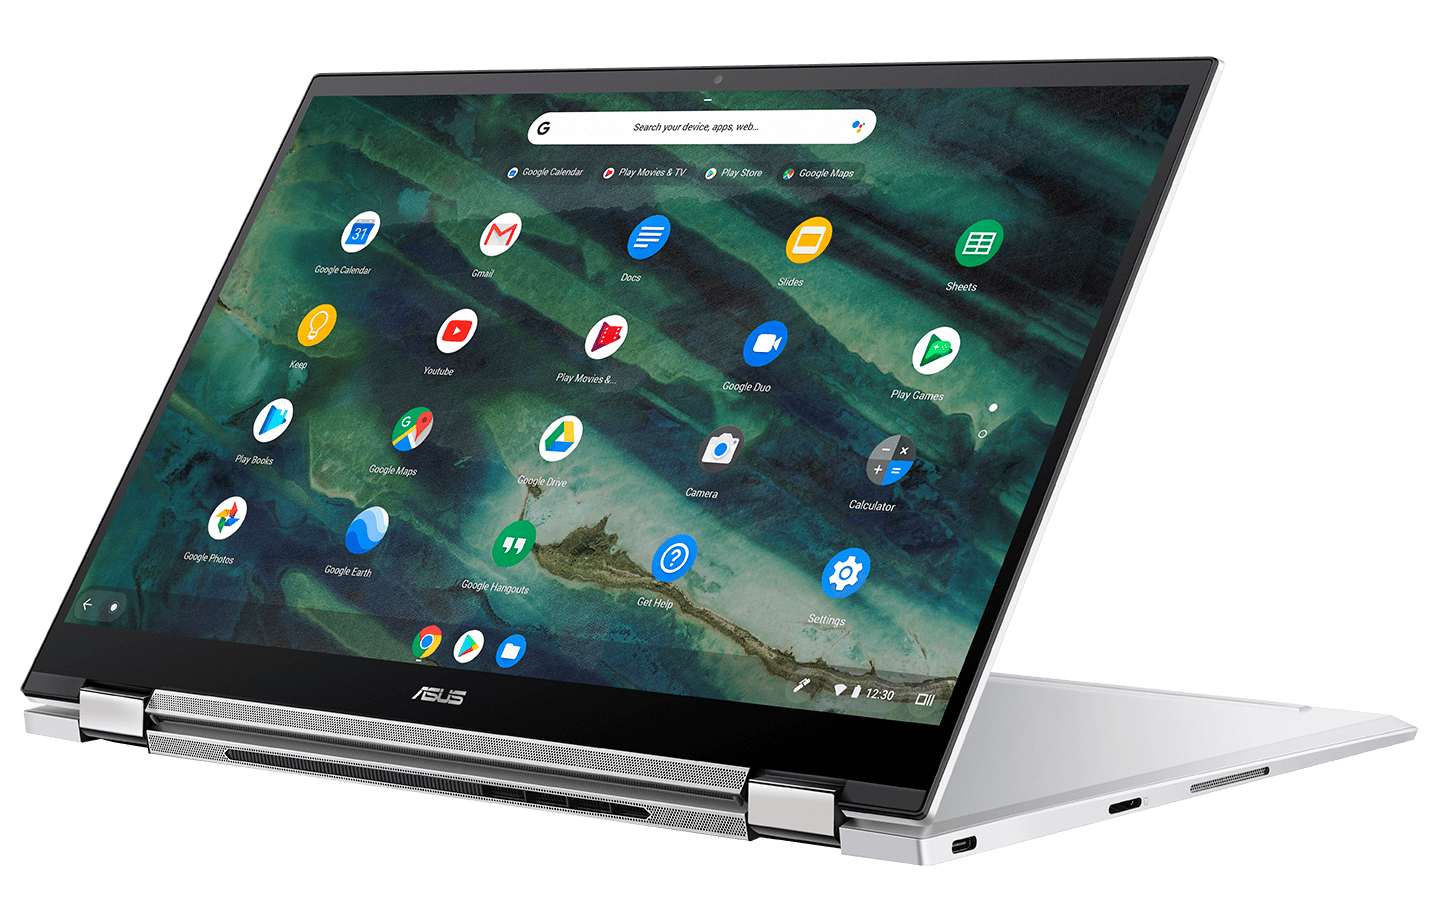 G Search your device, apps, web...
Google Calendar Play Movies & TV Play Store Google Maps
31
Google Calendar Gmail Docs Slides Sheets
Keep Youtube Play Movies &... Google Duo Play Games
G
Play Books Google Maps Google Drive Camera Calculator
Google Photos Google Earth Google Hangouts Get Help Settings
12:30
ASUS